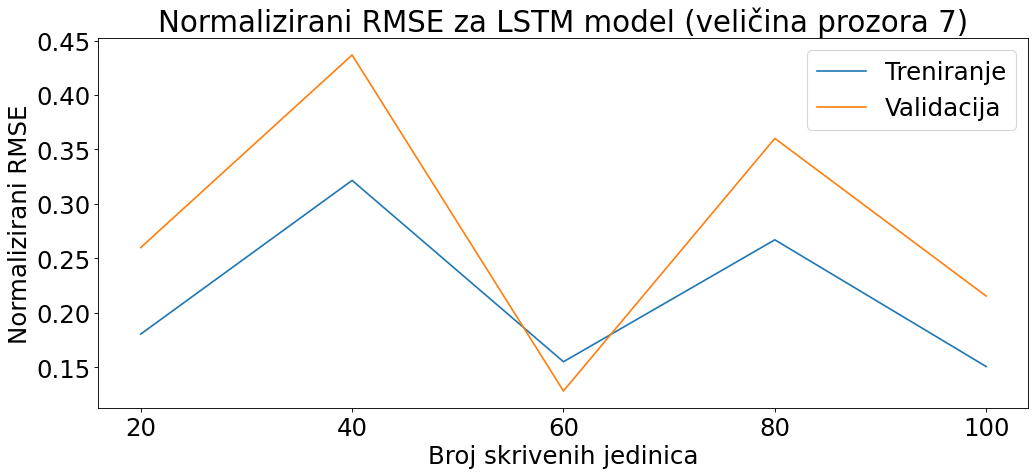 Normalizirani RMSE za LSTM model (veličina prozora 7)
Normalizirani RMSE
0.45
0.40
0.35
0.30
0.25
0.20
0.15
Treniranje
Validacija
20 40 60 80 100
Broj skrivenih jedinica